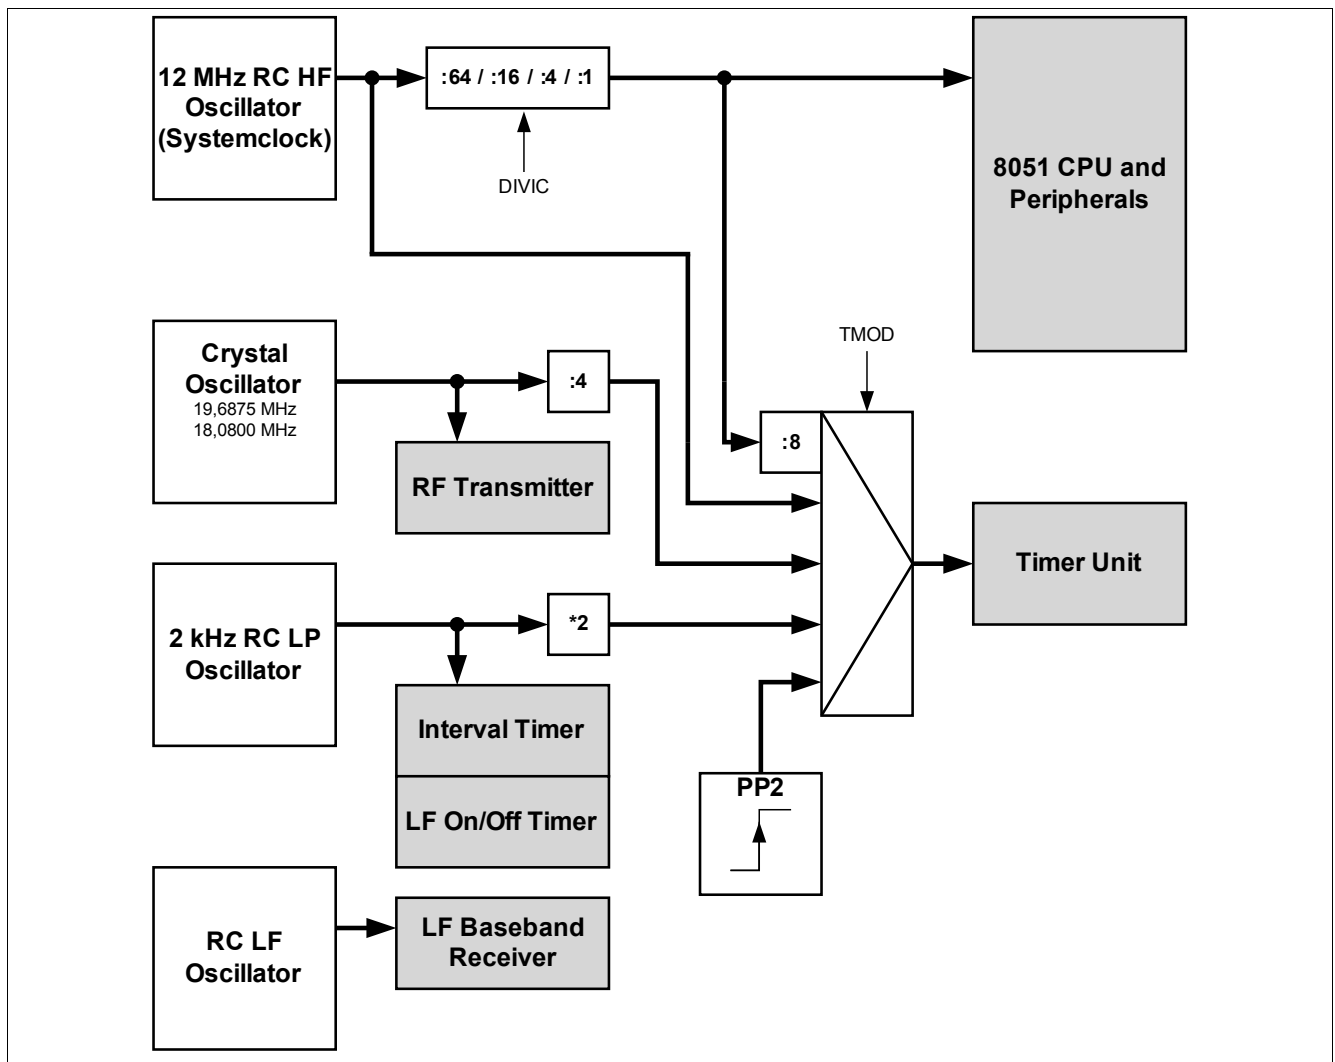 12 MHz RC HF
Oscillator
(Systemclock)
:64 / :16 / :4 / :1
DIVIC
8051 CPU and
Peripherals
Crystal
Oscillator
19,6875 MHz
18,0800 MHz
:4
RF Transmitter
TMOD
:8
Timer Unit
2 kHz RC LP
Oscillator
*2
Interval Timer
LF On/Off Timer
PP2
RC LF
Oscillator
LF Baseband
Receiver